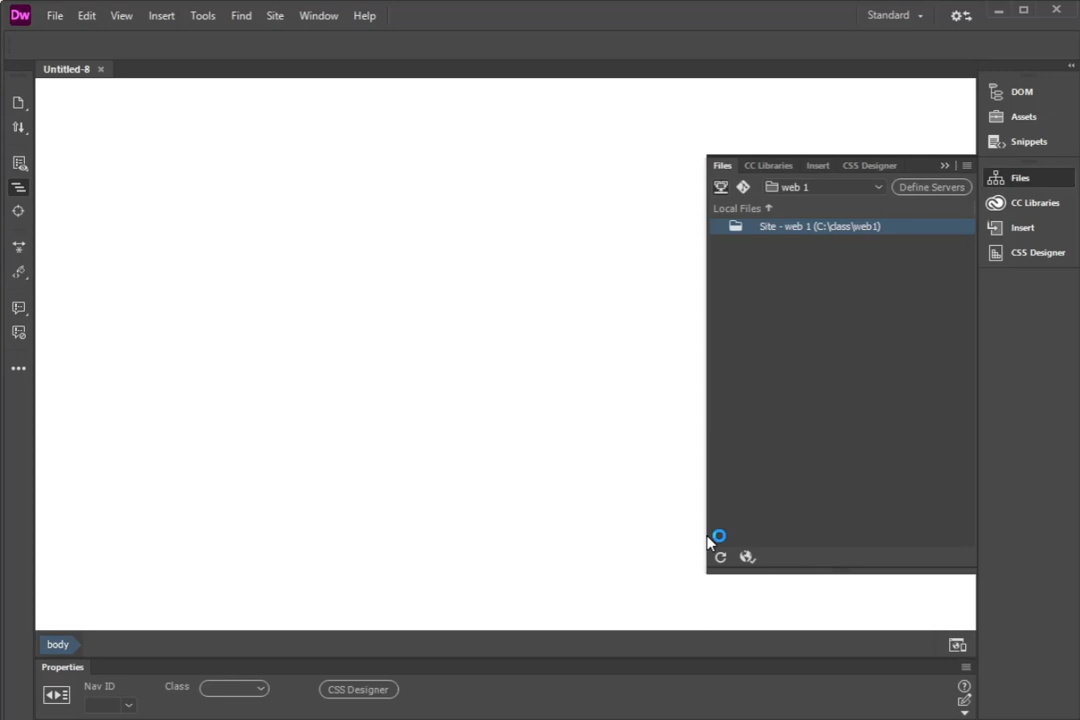 Dw File Edit View Insert Tools Find Site Window Help Standard
Untitled-8
DOM
Assets
Snippets
Files CC Libraries Insert CSS Designer
web 1 Define Servers
Local Files
Site - web 1 (C:\class\web1)
Files
CC Libraries
Insert
CSS Designer
body
Properties
Nav ID Class CSS Designer